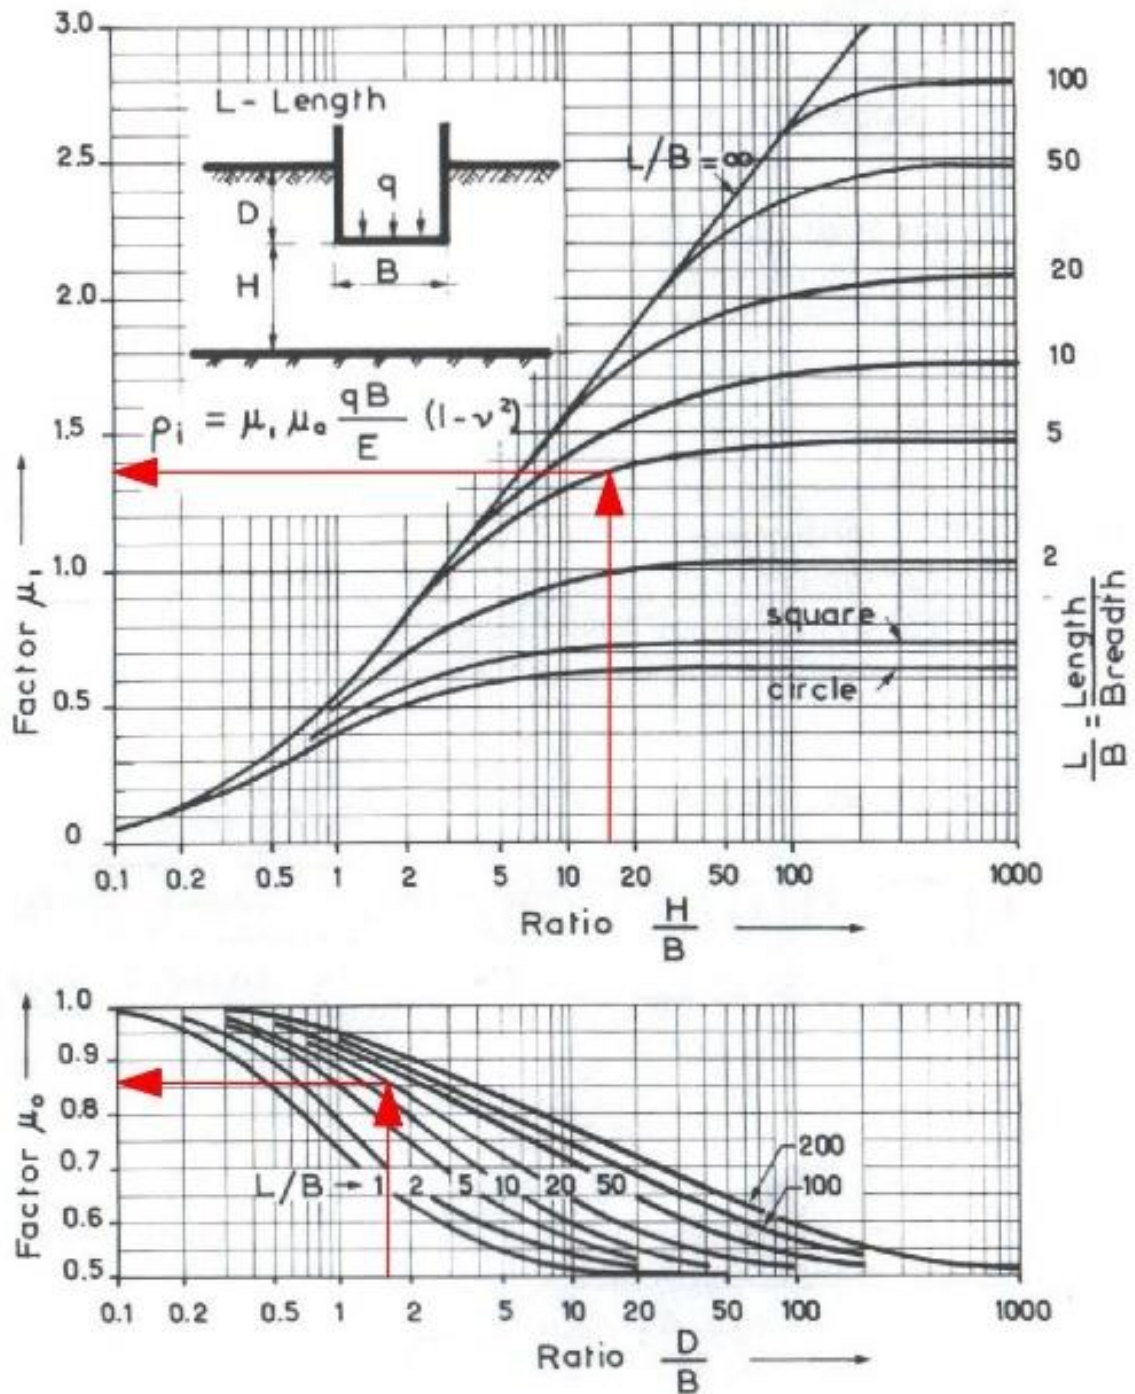 3.0
L - Length
100
L/B = ∞
2.5
50
q
D
20
H
B
2.0
10
ρi = μ₁ μ₀ qB/E (1-ν²)
1.5
5
Factor μ₁
1.0
2
square
circle
0.5
L/B = Length/Breadth
0
0.1 0.2 0.5 1 2 5 10 20 50 100 1000
Ratio H/B
1.0
Factor μ₀
0.9
0.8
0.7
200
L/B → 1 2 5 10 20 50
100
0.6
0.5
0.1 0.2 0.5 1 2 5 10 20 50 100 1000
Ratio D/B